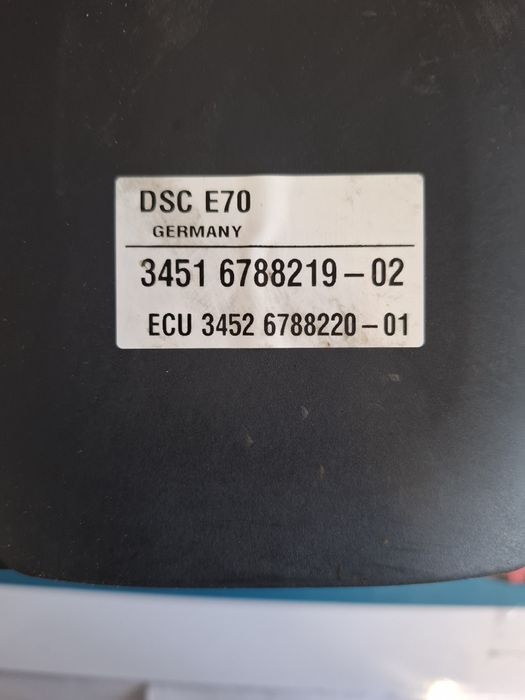 DSC E70
GERMANY
3451 6788219-02
ECU 3452 6788220-01